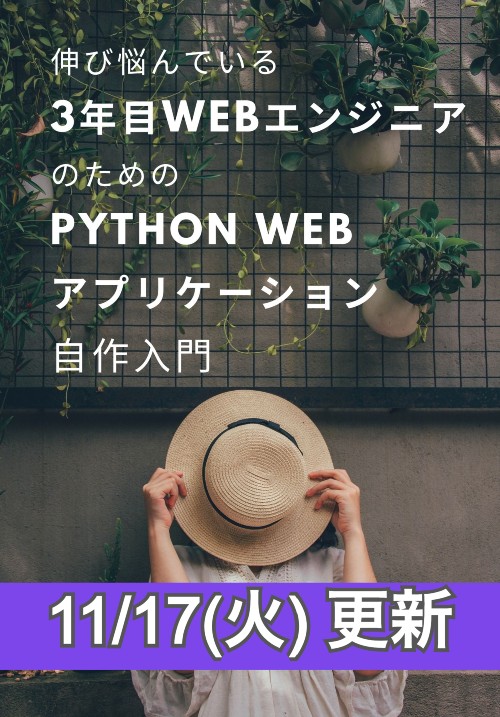 伸び悩んでいる
3年目WEBエンジニア
のための
PYTHON WEB
アプリケーション
自作入門
11/17(火) 更新